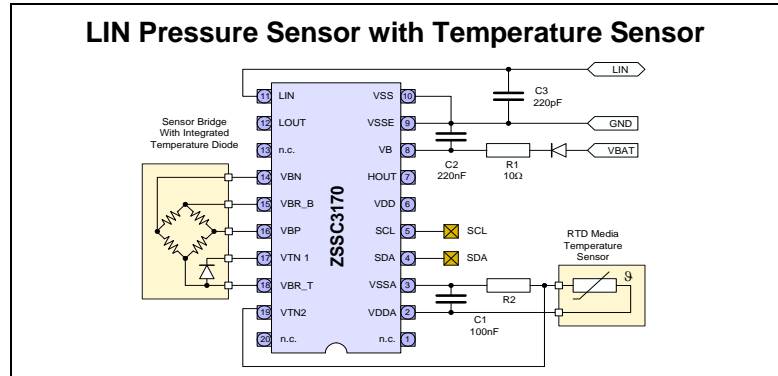 LIN Pressure Sensor with Temperature Sensor
LIN
C3
220pF
11 LIN VSS 10
12 LOUT VSSE 9
GND
Sensor Bridge
With Integrated
Temperature Diode
13 n.c. VB 8
C2
220nF
R1
10Ω
VBAT
14 VBN HOUT 7
15 VBR_B VDD 6
16 VBP SCL 5
SCL
17 VTN 1 SDA 4
SDA
18 VBR_T VSSA 3
19 VTN2 VDDA 2
20 n.c. n.c. 1
ZSSC3170
R2
C1
100nF
RTD Media
Temperature
Sensor
ϑ